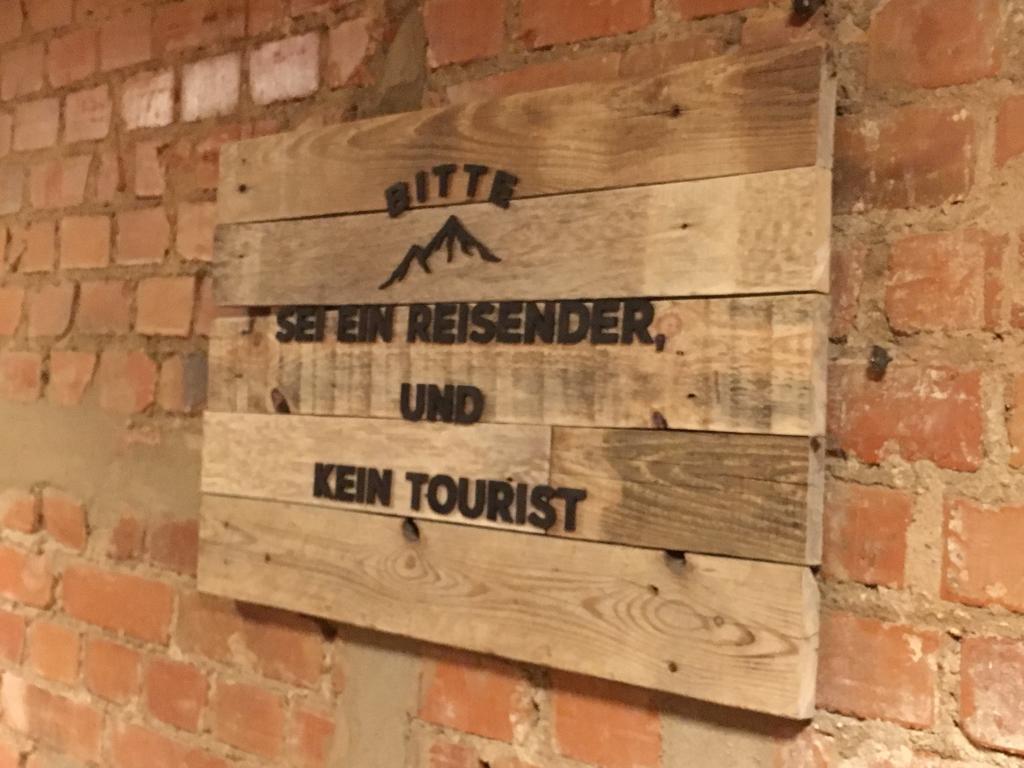 BITTE
SEI EIN REISENDER,
UND
KEIN TOURIST